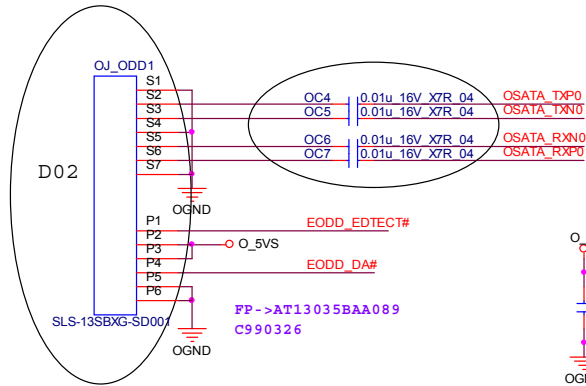 OJ_ODD1
S1
S2
S3
S4
S5
S6
S7
OC4 0.01u_16V_X7R_04 OSATA_TXP0
OC5 0.01u_16V_X7R_04 OSATA_TXN0
OC6 0.01u_16V_X7R_04 OSATA_RXN0
OC7 0.01u_16V_X7R_04 OSATA_RXP0
D02
OGND
P1 EODD_EDTECT#
P2
P3 O_5VS
P4
P5 EODD_DA#
P6
O_
SLS-13SBXG-SD001
OGND
FP->AT13035BAA089
C990326
OGND